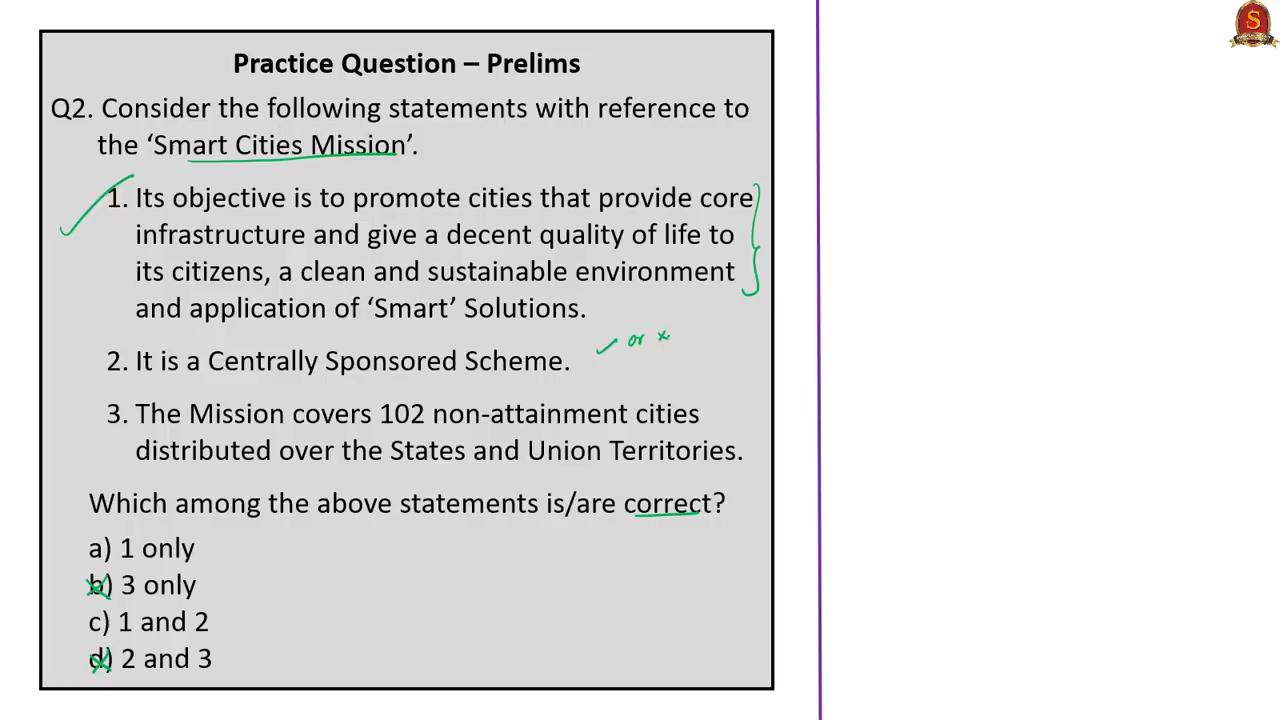 Practice Question – Prelims
Q2. Consider the following statements with reference to
the ‘Smart Cities Mission’.
1. Its objective is to promote cities that provide core
infrastructure and give a decent quality of life to
its citizens, a clean and sustainable environment
and application of ‘Smart’ Solutions.
or x
2. It is a Centrally Sponsored Scheme.
3. The Mission covers 102 non-attainment cities
distributed over the States and Union Territories.
Which among the above statements is/are correct?
a) 1 only
b) 3 only
c) 1 and 2
d) 2 and 3
S